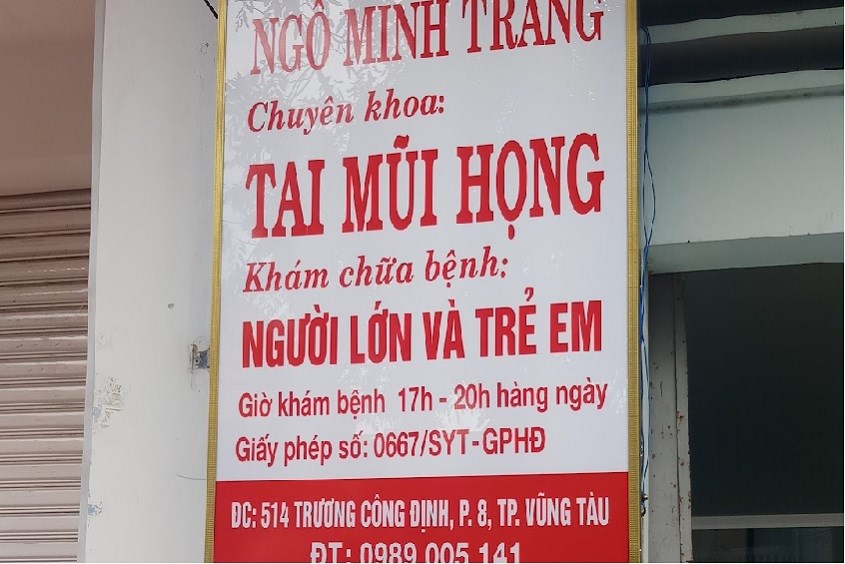 NGÔ MINH TRANG
Chuyên khoa:
TAI MŨI HỌNG
Khám chữa bệnh:
NGƯỜI LỚN VÀ TRẺ EM
Giờ khám bệnh 17h - 20h hàng ngày
Giấy phép số: 0667/SYT-GPHĐ
ĐC: 514 TRƯƠNG CÔNG ĐỊNH, P. 8, TP. VŨNG TÀU
ĐT: 0989 005 141